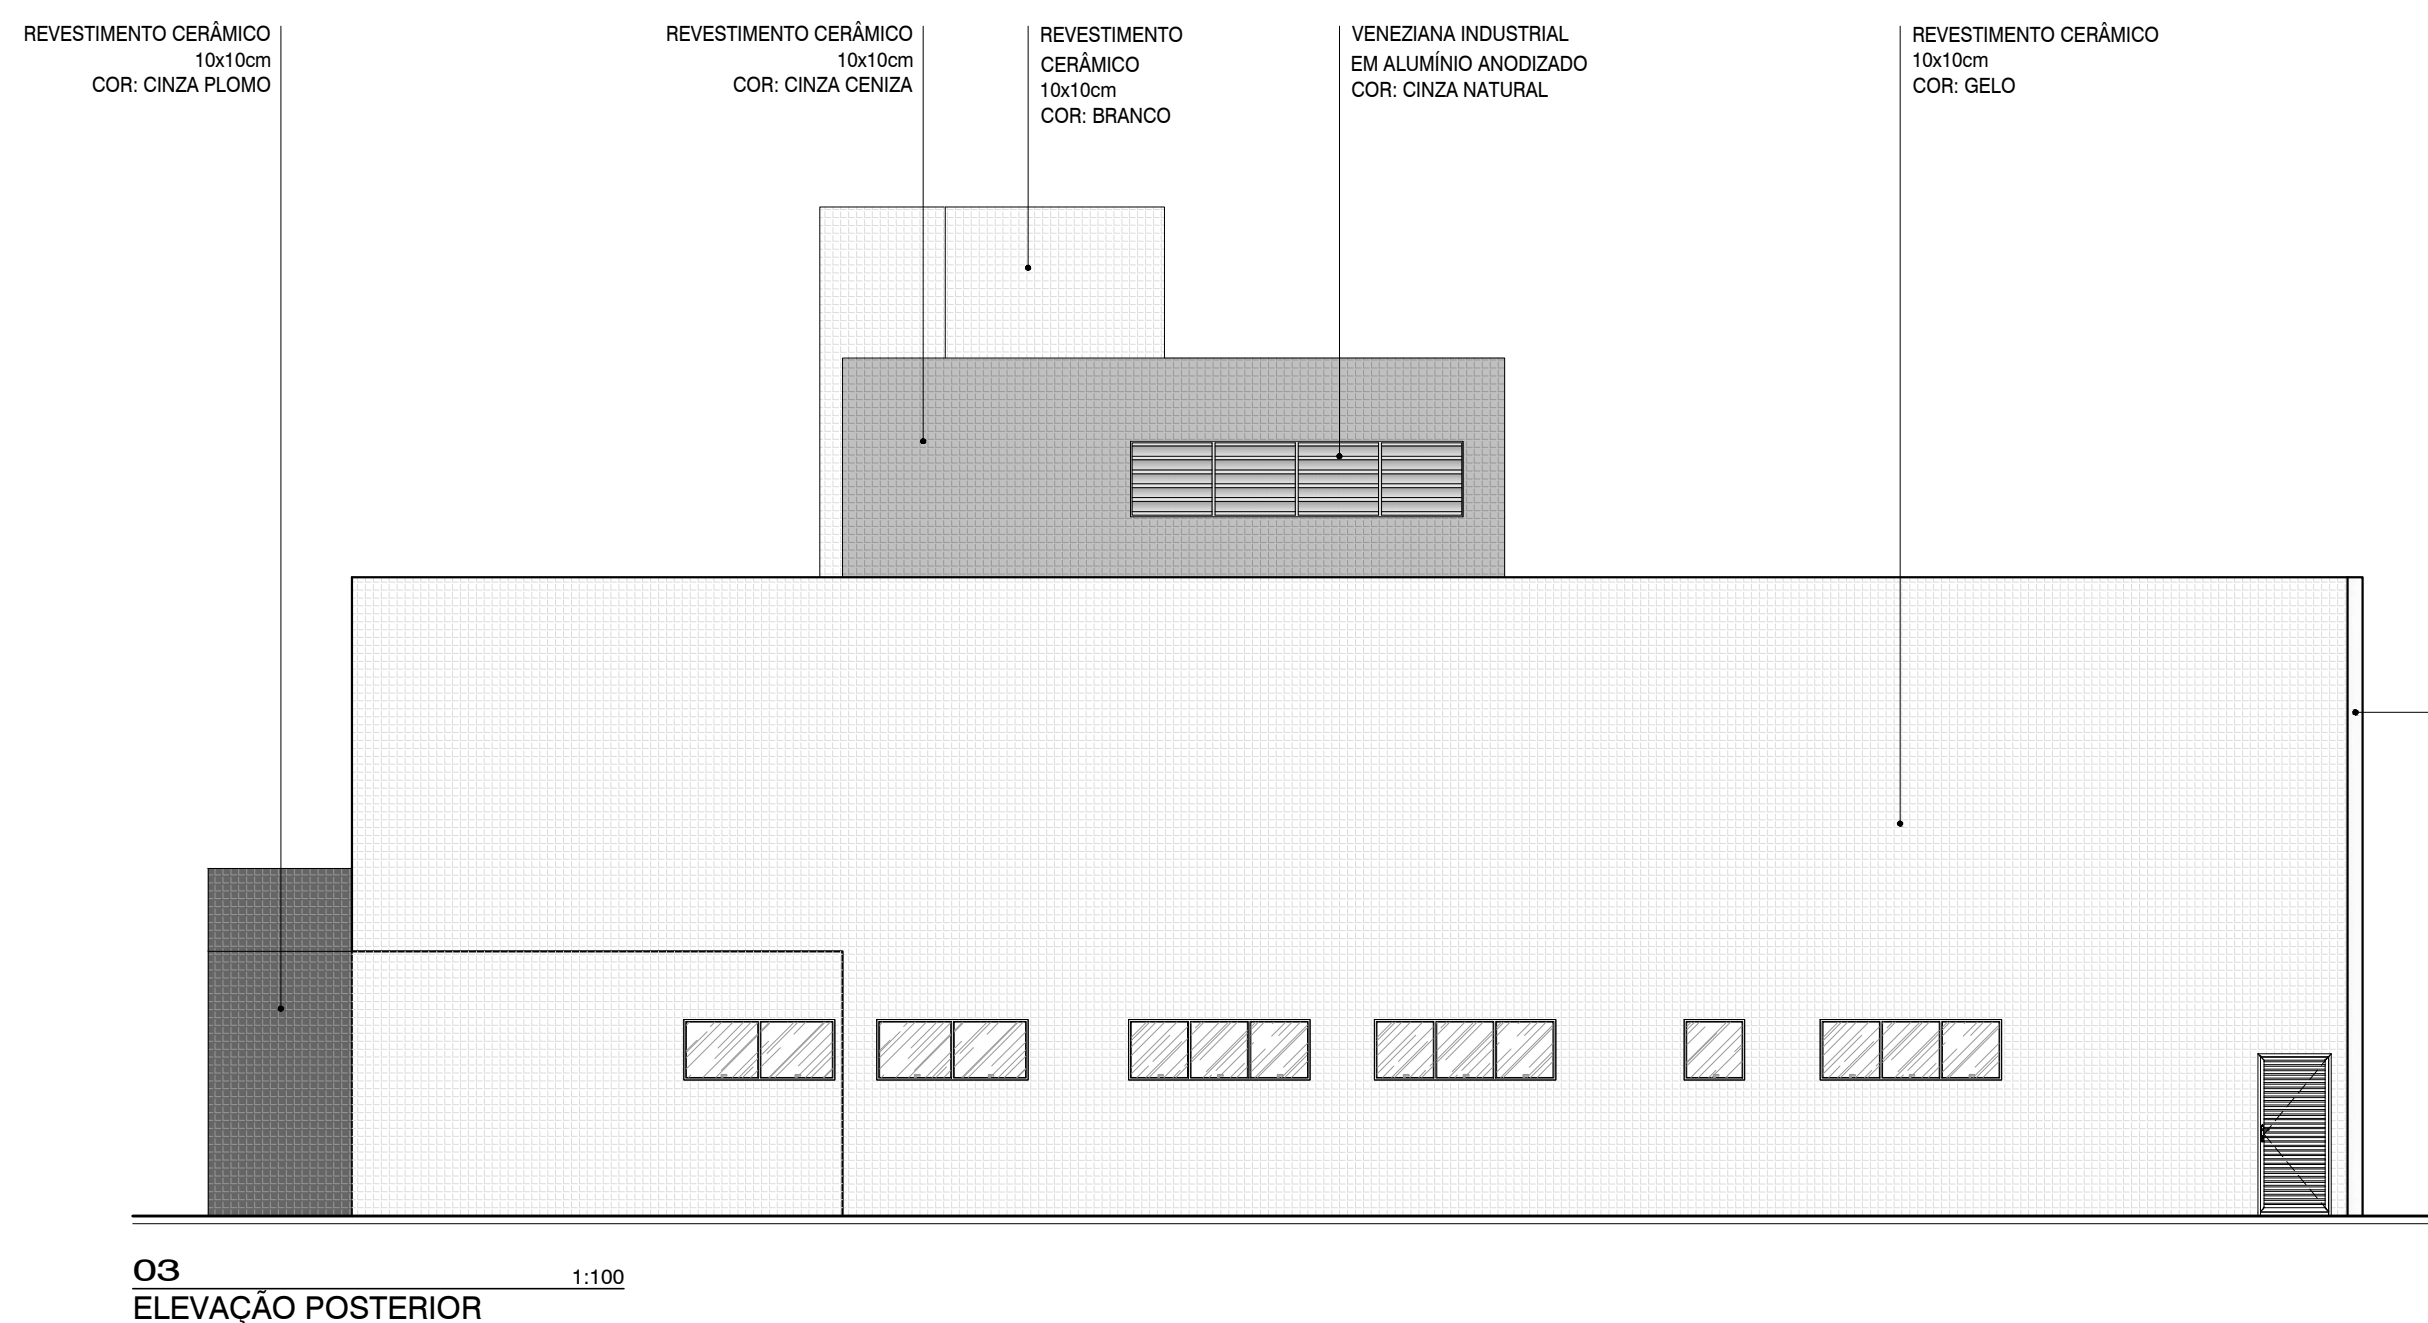 REVESTIMENTO CERÂMICO
10x10cm
COR: CINZA PLOMO
REVESTIMENTO CERÂMICO
10x10cm
COR: CINZA CENIZA
REVESTIMENTO
CERÂMICO
10x10cm
COR: BRANCO
VENEZIANA INDUSTRIAL
EM ALUMÍNIO ANODIZADO
COR: CINZA NATURAL
REVESTIMENTO CERÂMICO
10x10cm
COR: GELO
03
1:100
ELEVAÇÃO POSTERIOR